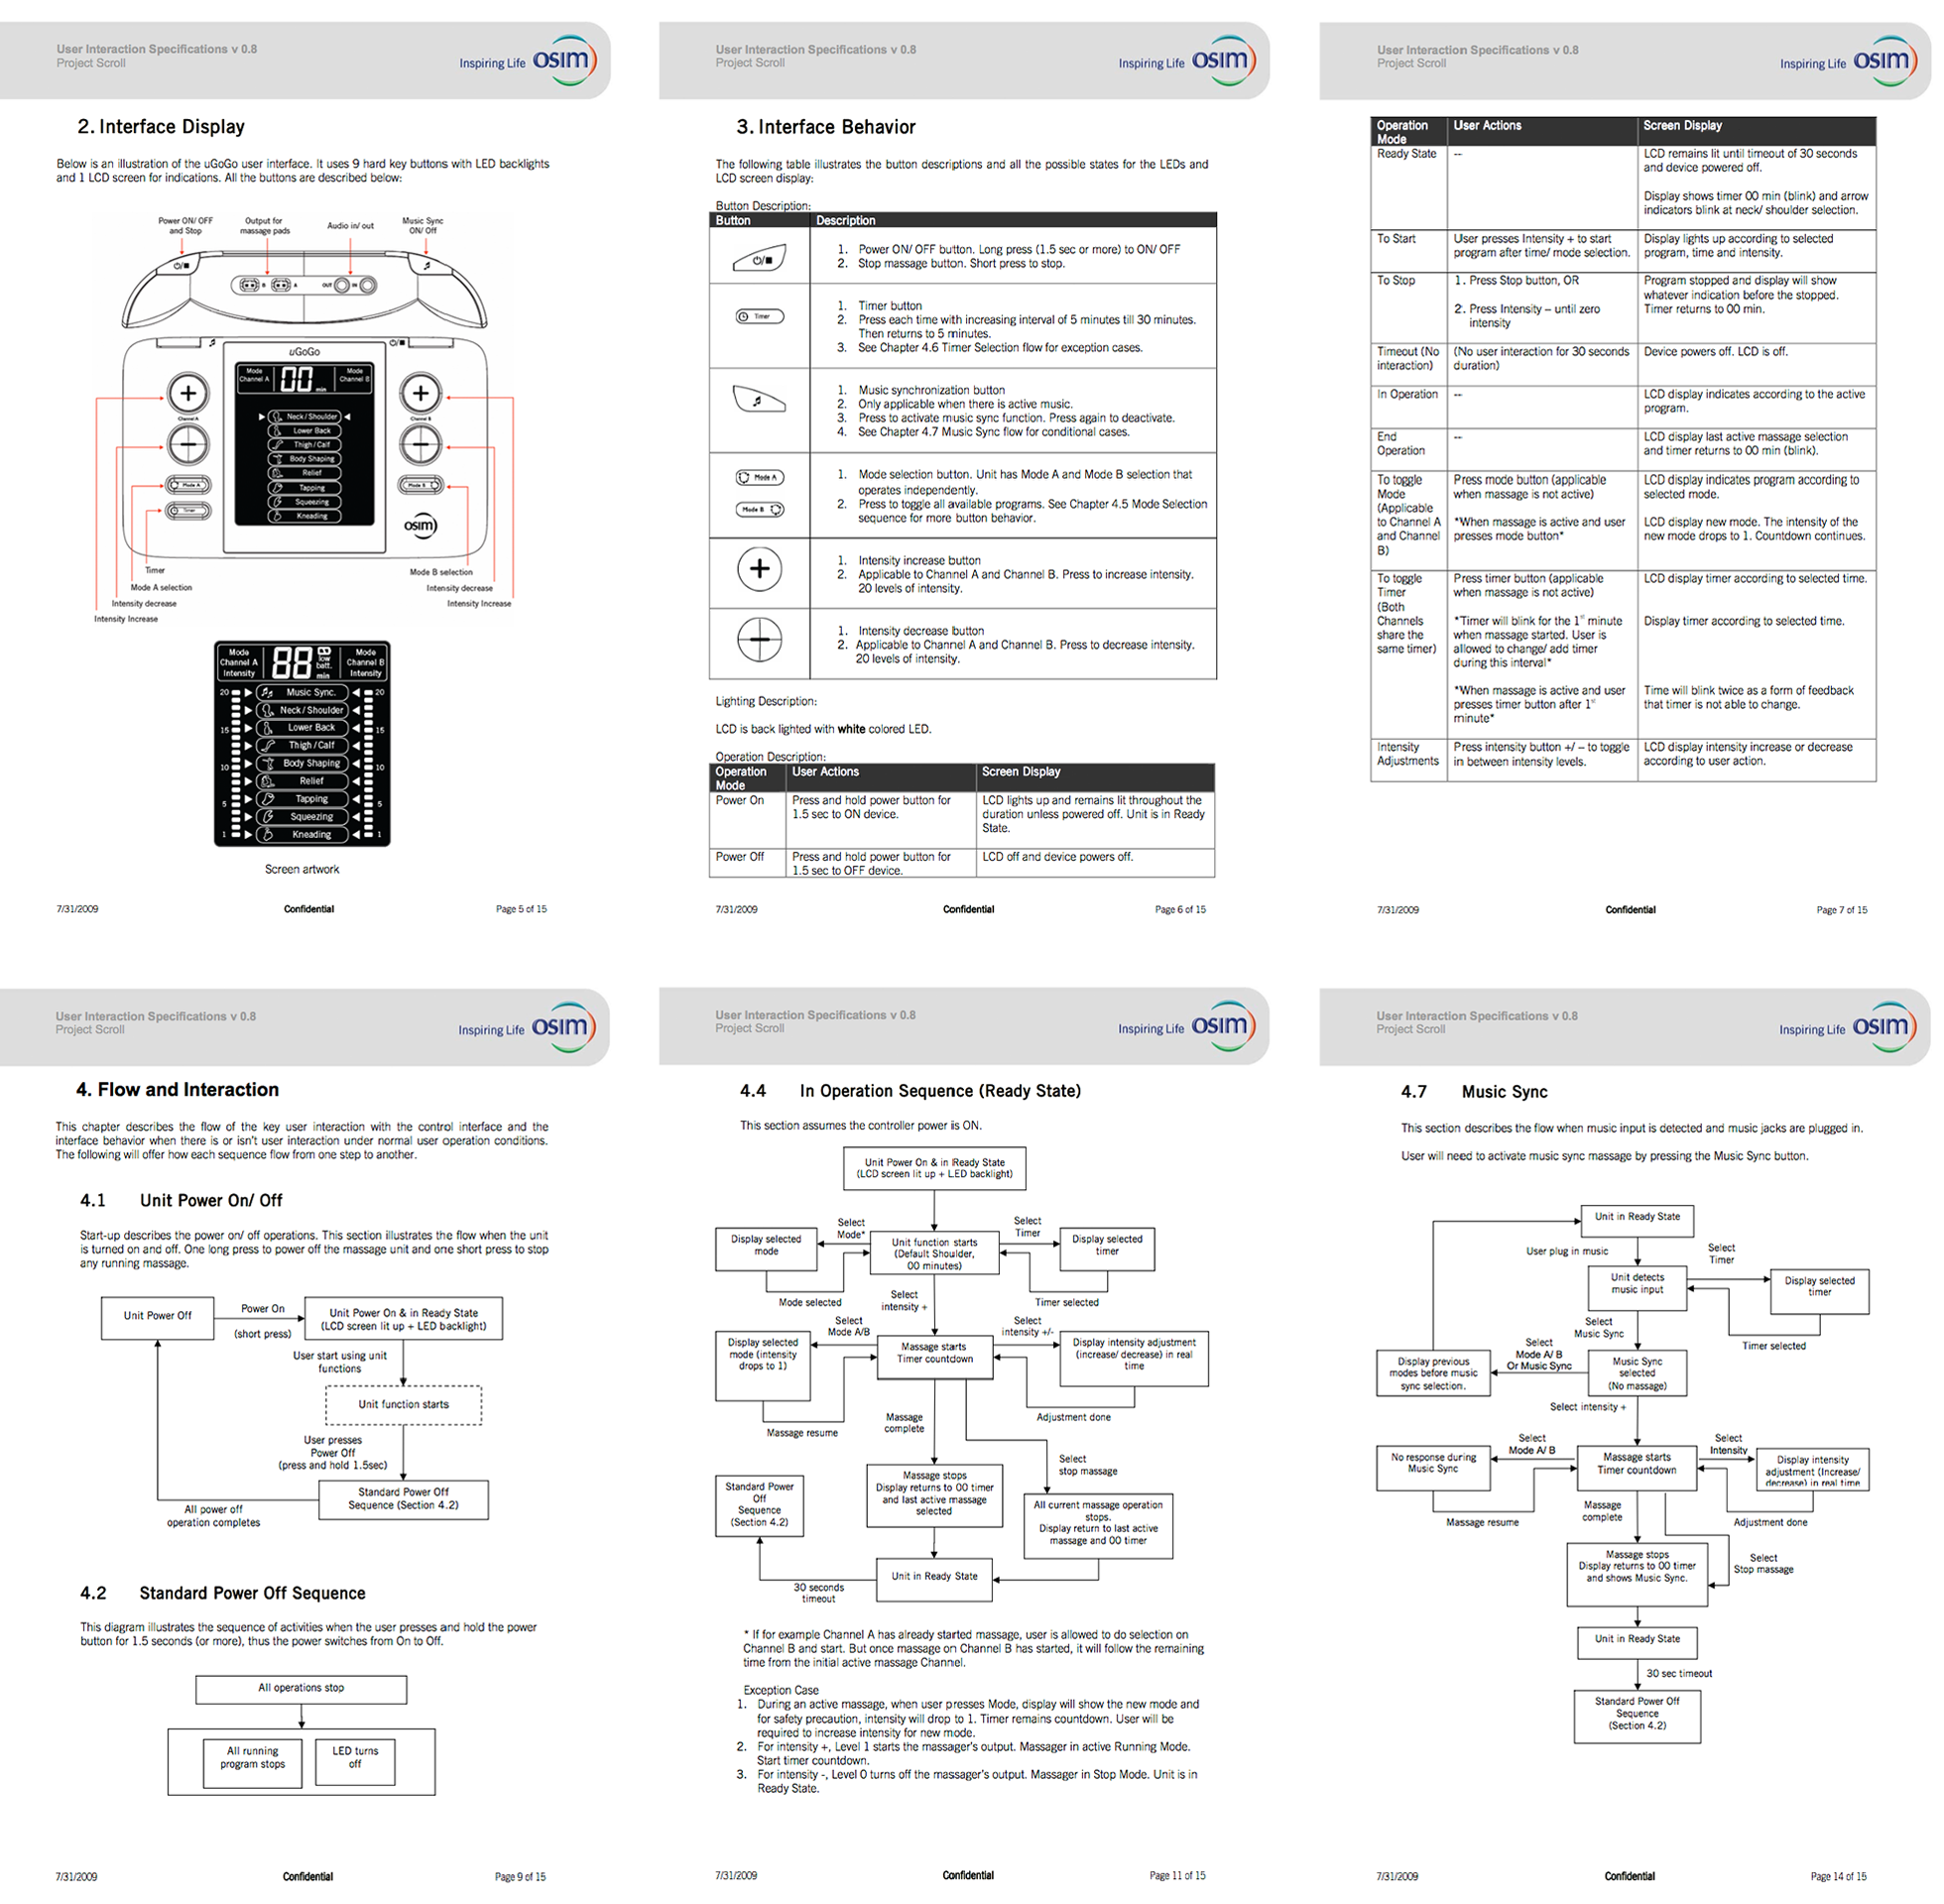 User Interaction Specifications v 0.8
Project Scroll
Inspiring Life OSIM
2. Interface Display
Below is an illustration of the uGoGo user interface. It uses 9 hard key buttons with LED backlights
and 1 LCD screen for indications. All the buttons are described below:
Power ON/ OFF
and Stop
Output for
massage pads
Audio in/ out
Music Sync
ON/ Off
B
A
OUT
IN
uGoGo
Mode
Channel A
00 min
Mode
Channel B
Channel A
Channel B
Neck/Shoulder
Lower Back
Thigh/Calf
Body Shaping
Relief
Tapping
Squeezing
Kneading
Mode A
Mode B
Timer
OSIM
Timer
Mode A selection
Intensity decrease
Intensity Increase
Mode B selection
Intensity decrease
Intensity Increase
Mode
Channel A
Intensity
88 low
batt.
min
Mode
Channel B
Intensity
20 Music Sync. 20
Neck/Shoulder
15 Lower Back 15
Thigh/Calf
10 Body Shaping 10
Relief
5 Tapping 5
Squeezing
1 Kneading 1
Screen artwork
7/31/2009 Confidential Page 5 of 15
User Interaction Specifications v 0.8
Project Scroll
Inspiring Life OSIM
3. Interface Behavior
The following table illustrates the button descriptions and all the possible states for the LEDs and
LCD screen display:
Button Description:
Button Description
1. Power ON/ OFF button. Long press (1.5 sec or more) to ON/ OFF
2. Stop massage button. Short press to stop.
Timer
1. Timer button
2. Press each time with increasing interval of 5 minutes till 30 minutes.
Then returns to 5 minutes.
3. See Chapter 4.6 Timer Selection flow for exception cases.
1. Music synchronization button
2. Only applicable when there is active music.
3. Press to activate music sync function. Press again to deactivate.
4. See Chapter 4.7 Music Sync flow for conditional cases.
Mode A
Mode B
1. Mode selection button. Unit has Mode A and Mode B selection that
operates independently.
2. Press to toggle all available programs. See Chapter 4.5 Mode Selection
sequence for more button behavior.
1. Intensity increase button
2. Applicable to Channel A and Channel B. Press to increase intensity.
20 levels of intensity.
1. Intensity decrease button
2. Applicable to Channel A and Channel B. Press to decrease intensity.
20 levels of intensity.
Lighting Description:
LCD is back lighted with white colored LED.
Operation Description:
Operation
Mode
User Actions
Screen Display
Power On
Press and hold power button for
1.5 sec to ON device.
LCD lights up and remains lit throughout the
duration unless powered off. Unit is in Ready
State.
Power Off
Press and hold power button for
1.5 sec to OFF device.
LCD off and device powers off.
7/31/2009 Confidential Page 6 of 15
User Interaction Specifications v 0.8
Project Scroll
Inspiring Life OSIM
Operation
Mode
User Actions
Screen Display
Ready State
--
LCD remains lit until timeout of 30 seconds
and device powered off.
Display shows timer 00 min (blink) and arrow
indicators blink at neck/ shoulder selection.
To Start
User presses Intensity + to start
program after time/ mode selection.
Display lights up according to selected
program, time and intensity.
To Stop
1. Press Stop button, OR
2. Press Intensity – until zero
intensity
Program stopped and display will show
whatever indication before the stopped.
Timer returns to 00 min.
Timeout (No
interaction)
(No user interaction for 30 seconds
duration)
Device powers off. LCD is off.
In Operation
--
LCD display indicates according to the active
program.
End
Operation
--
LCD display last active massage selection
and timer returns to 00 min (blink).
To toggle
Mode
(Applicable
to Channel A
and Channel
B)
Press mode button (applicable
when massage is not active)
*When massage is active and user
presses mode button*
LCD display indicates program according to
selected mode.
LCD display new mode. The intensity of the
new mode drops to 1. Countdown continues.
To toggle
Timer
(Both
Channels
share the
same timer)
Press timer button (applicable
when massage is not active)
*Timer will blink for the 1st minute
when massage started. User is
allowed to change/ add timer
during this interval*
*When massage is active and user
presses timer button after 1st
minute*
LCD display timer according to selected time.
Display timer according to selected time.
Time will blink twice as a form of feedback
that timer is not able to change.
Intensity
Adjustments
Press intensity button +/ – to toggle
in between intensity levels.
LCD display intensity increase or decrease
according to user action.
7/31/2009 Confidential Page 7 of 15
User Interaction Specifications v 0.8
Project Scroll
Inspiring Life OSIM
4. Flow and Interaction
This chapter describes the flow of the key user interaction with the control interface and the
interface behavior when there is or isn't user interaction under normal user operation conditions.
The following will offer how each sequence flow from one step to another.
4.1 Unit Power On/ Off
Start-up describes the power on/ off operations. This section illustrates the flow when the unit
is turned on and off. One long press to power off the massage unit and one short press to stop
any running massage.
Unit Power Off
Power On
(short press)
Unit Power On & in Ready State
(LCD screen lit up + LED backlight)
User start using unit
functions
Unit function starts
User presses
Power Off
(press and hold 1.5sec)
Standard Power Off
Sequence (Section 4.2)
All power off
operation completes
4.2 Standard Power Off Sequence
This diagram illustrates the sequence of activities when the user presses and hold the power
button for 1.5 seconds (or more), thus the power switches from On to Off.
All operations stop
All running
program stops
LED turns
off
7/31/2009 Confidential Page 9 of 15
User Interaction Specifications v 0.8
Project Scroll
Inspiring Life OSIM
4.4 In Operation Sequence (Ready State)
This section assumes the controller power is ON.
Unit Power On & in Ready State
(LCD screen lit up + LED backlight)
Display selected
mode
Select
Mode*
Unit function starts
(Default Shoulder,
00 minutes)
Select
Timer
Display selected
timer
Mode selected
Select
intensity +
Timer selected
Display selected
mode (intensity
drops to 1)
Select
Mode A/B
Massage starts
Timer countdown
Select
intensity +/-
Display intensity adjustment
(increase/ decrease) in real
time
Massage resume
Massage
complete
Adjustment done
Select
stop massage
Standard Power
Off
Sequence
(Section 4.2)
Massage stops
Display returns to 00 timer
and last active massage
selected
All current massage operation
stops.
Display return to last active
massage and 00 timer
30 seconds
timeout
Unit in Ready State
* If for example Channel A has already started massage, user is allowed to do selection on
Channel B and start. But once massage on Channel B has started, it will follow the remaining
time from the initial active massage Channel.
Exception Case
1. During an active massage, when user presses Mode, display will show the new mode and
for safety precaution, intensity will drop to 1. Timer remains countdown. User will be
required to increase intensity for new mode.
2. For intensity +, Level 1 starts the massager's output. Massager in active Running Mode.
Start timer countdown.
3. For intensity -, Level 0 turns off the massager's output. Massager in Stop Mode. Unit is in
Ready State.
7/31/2009 Confidential Page 11 of 15
User Interaction Specifications v 0.8
Project Scroll
Inspiring Life OSIM
4.7 Music Sync
This section describes the flow when music input is detected and music jacks are plugged in.
User will need to activate music sync massage by pressing the Music Sync button.
Unit in Ready State
User plug in music
Select
Timer
Unit detects
music input
Display selected
timer
Select
Music Sync
Timer selected
Select
Mode A/ B
Or Music Sync
Display previous
modes before music
sync selection.
Music Sync
selected
(No massage)
Select intensity +
No response during
Music Sync
Select
Mode A/ B
Massage starts
Timer countdown
Select
Intensity
Display intensity
adjustment (Increase/
decrease) in real time
Massage resume
Massage
complete
Adjustment done
Select
Stop massage
Massage stops
Display returns to 00 timer
and shows Music Sync.
Unit in Ready State
30 sec timeout
Standard Power Off
Sequence
(Section 4.2)
7/31/2009 Confidential Page 14 of 15